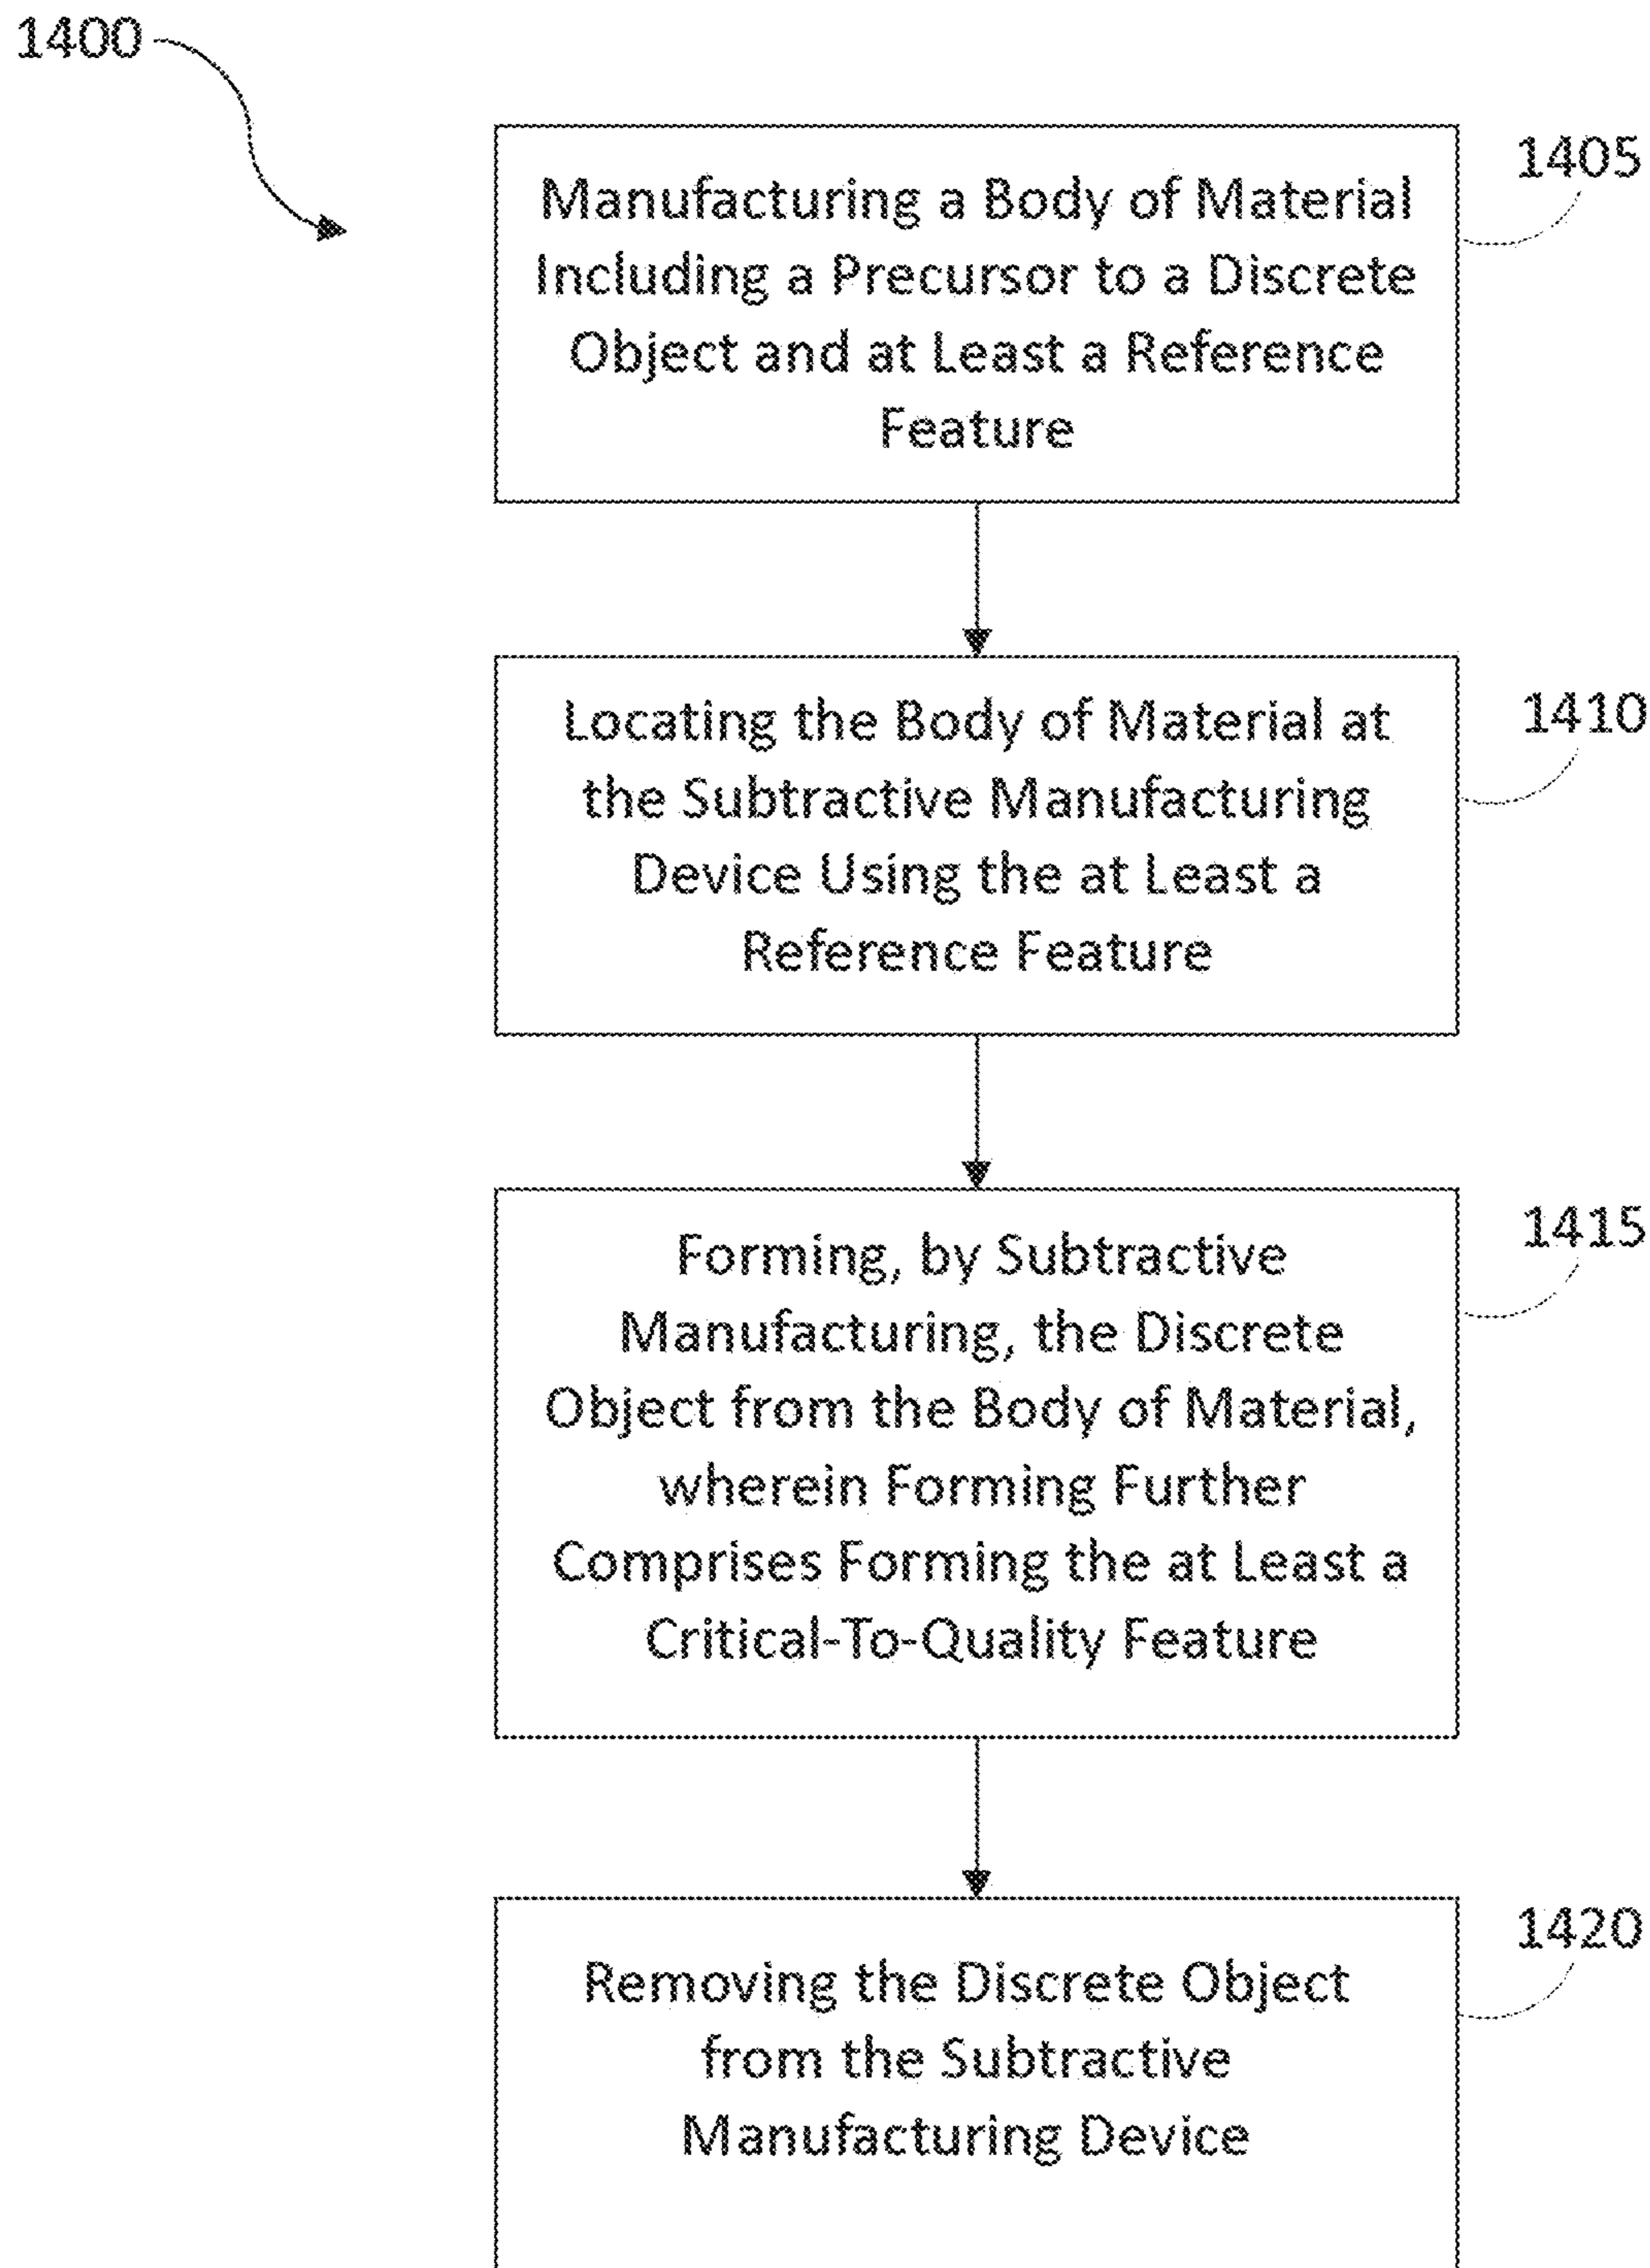 1400
1405
Manufacturing a Body of Material
Including a Precursor to a Discrete
Object and at Least a Reference
Feature
1410
Locating the Body of Material at
the Subtractive Manufacturing
Device Using the at Least a
Reference Feature
1415
Forming, by Subtractive
Manufacturing, the Discrete
Object from the Body of Material,
wherein Forming Further
Comprises Forming the at Least a
Critical-To-Quality Feature
1420
Removing the Discrete Object
from the Subtractive
Manufacturing Device